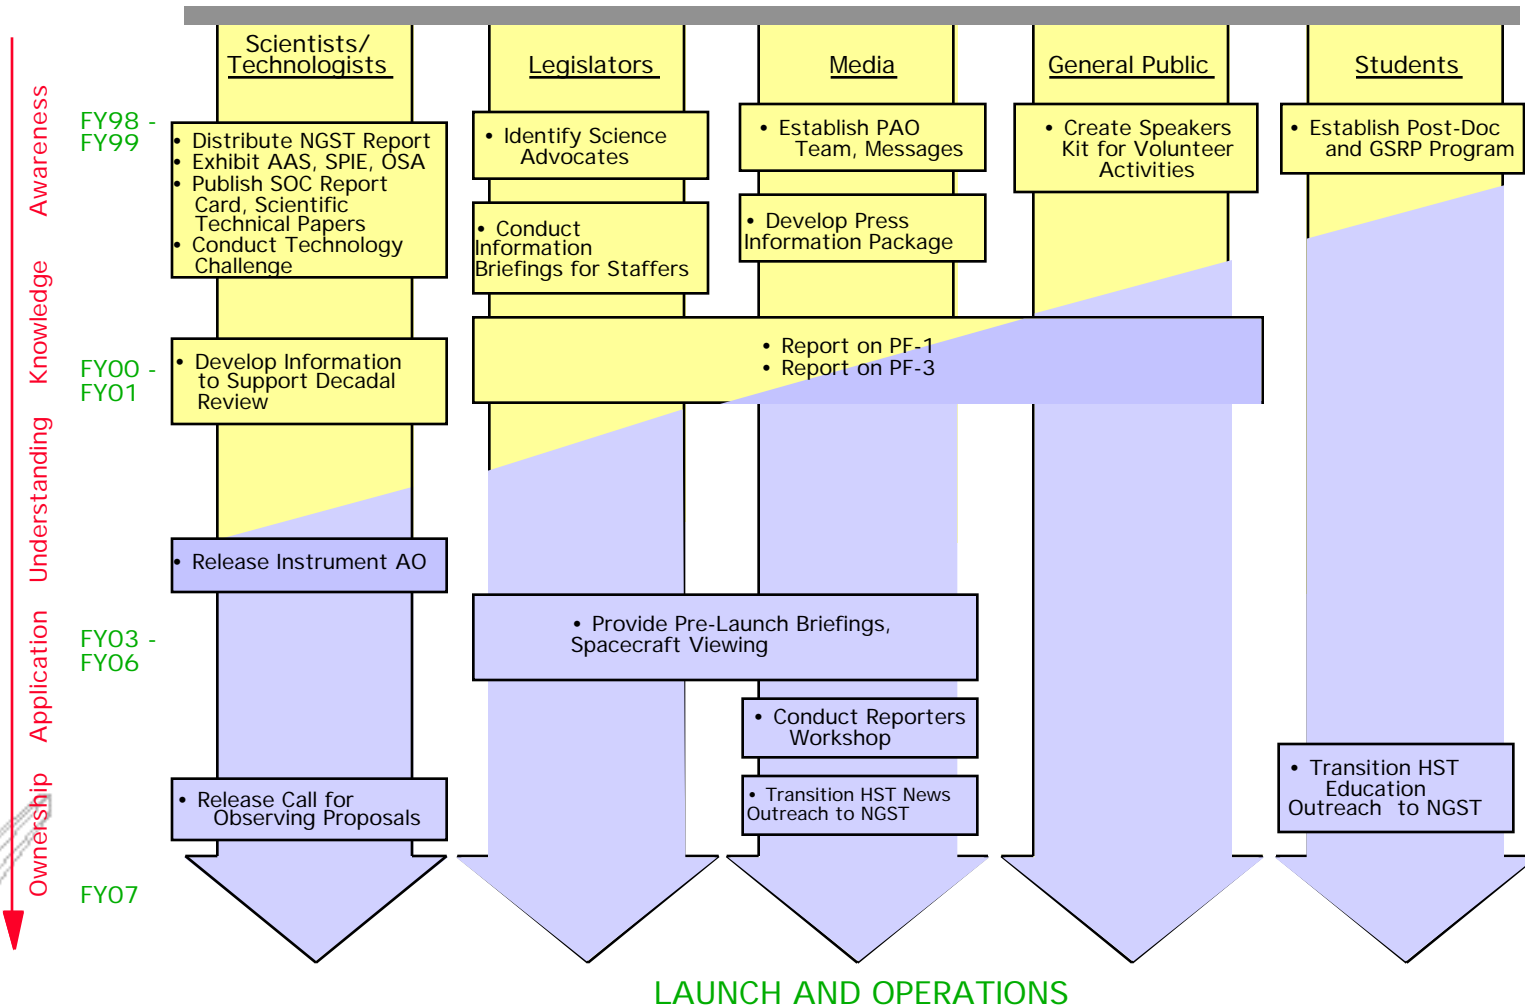 Scientists/
Technologists
Legislators
Media
General Public
Students
Awareness
Knowledge
Understanding
Application
Ownership
FY98 -
FY99
FY00 -
FY01
FY03 -
FY06
FY07
• Distribute NGST Report
• Exhibit AAS, SPIE, OSA
• Publish SOC Report
Card, Scientific
Technical Papers
• Conduct Technology
Challenge
• Identify Science
Advocates
• Conduct
Information
Briefings for Staffers
• Establish PAO
Team, Messages
• Develop Press
Information Package
• Create Speakers
Kit for Volunteer
Activities
• Establish Post-Doc
and GSRP Program
• Develop Information
to Support Decadal
Review
• Report on PF-1
• Report on PF-3
• Release Instrument AO
• Provide Pre-Launch Briefings,
Spacecraft Viewing
• Conduct Reporters
Workshop
• Release Call for
Observing Proposals
• Transition HST News
Outreach to NGST
• Transition HST
Education
Outreach to NGST
LAUNCH AND OPERATIONS